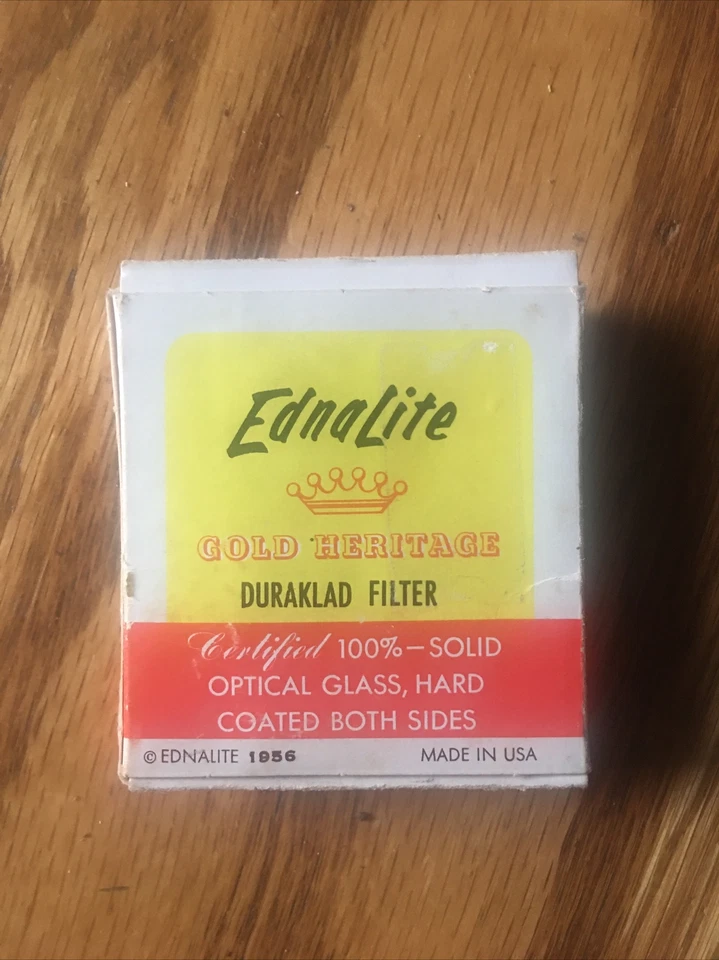 EdnaLite
GOLD HERITAGE
DURAKLAD FILTER
Certified 100%—SOLID
OPTICAL GLASS, HARD
COATED BOTH SIDES
© EDNALITE 1956 MADE IN USA